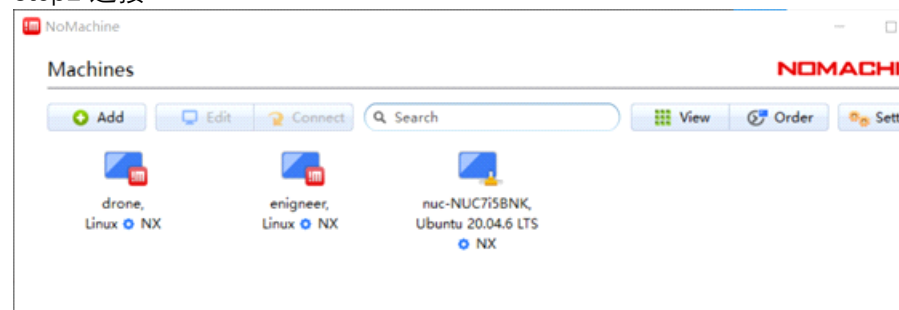 NoMachine
Machines
NOMACHI
Add
Edit
Connect
Search
View
Order
Sett
drone,
Linux NX
enigneer,
Linux NX
nuc-NUC7i5BNK,
Ubuntu 20.04.6 LTS
NX